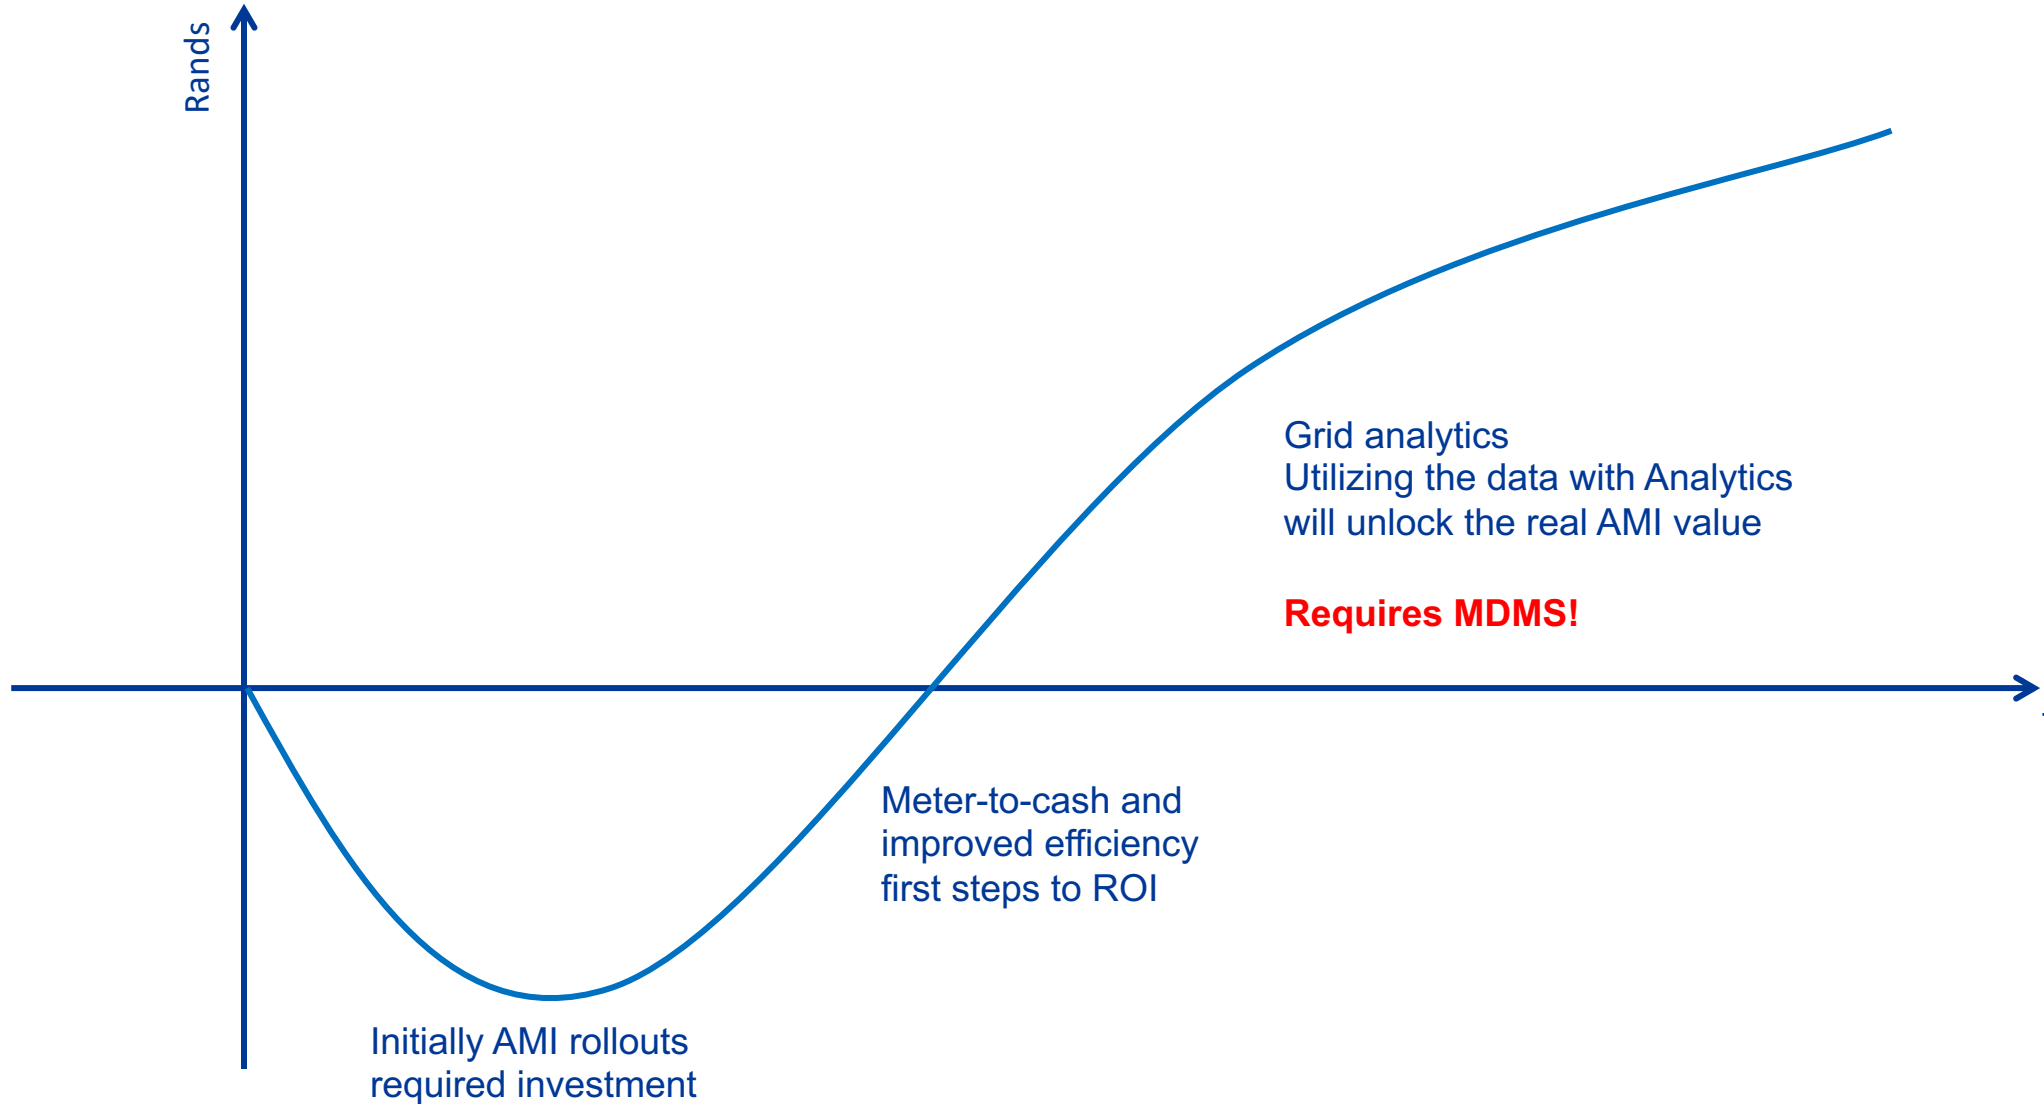 Rands
Grid analytics
Utilizing the data with Analytics
will unlock the real AMI value
Requires MDMS!
Meter-to-cash and
improved efficiency
first steps to ROI
Initially AMI rollouts
required investment